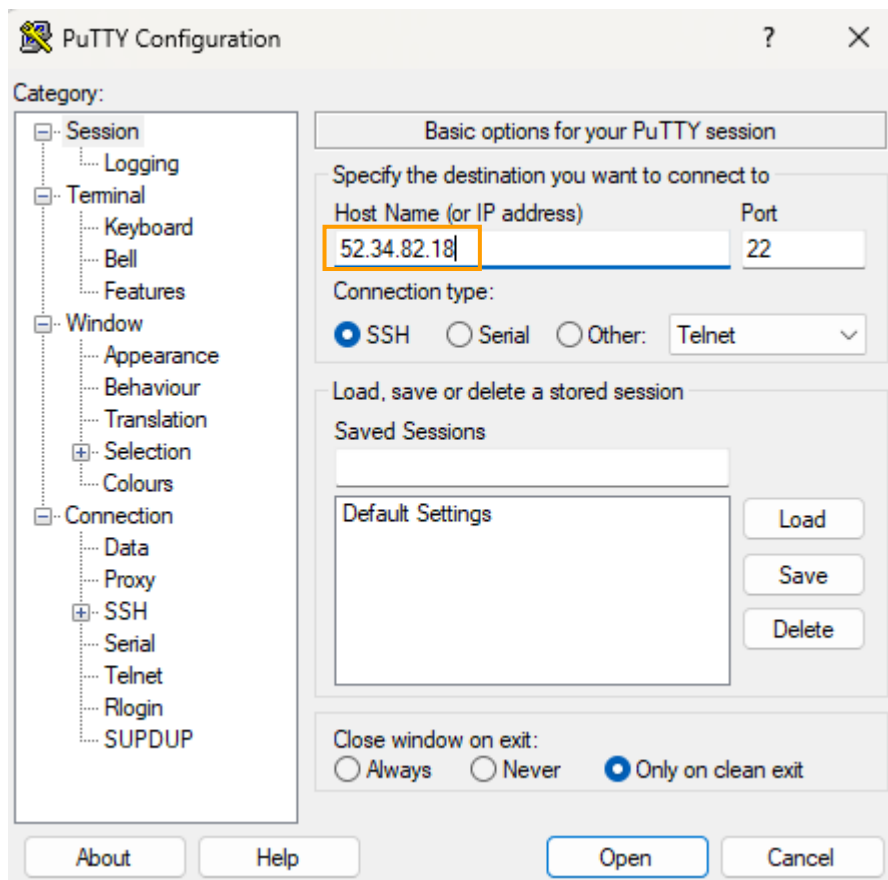 PuTTY Configuration
?
Category:
Session
Logging
Terminal
Keyboard
Bell
Features
Window
Appearance
Behaviour
Translation
Selection
Colours
Connection
Data
Proxy
SSH
Serial
Telnet
Rlogin
SUPDUP
Basic options for your PuTTY session
Specify the destination you want to connect to
Host Name (or IP address) Port
52.34.82.18 22
Connection type:
SSH Serial Other: Telnet
Load, save or delete a stored session
Saved Sessions
Default Settings
Load
Save
Delete
Close window on exit:
Always Never Only on clean exit
About Help Open Cancel